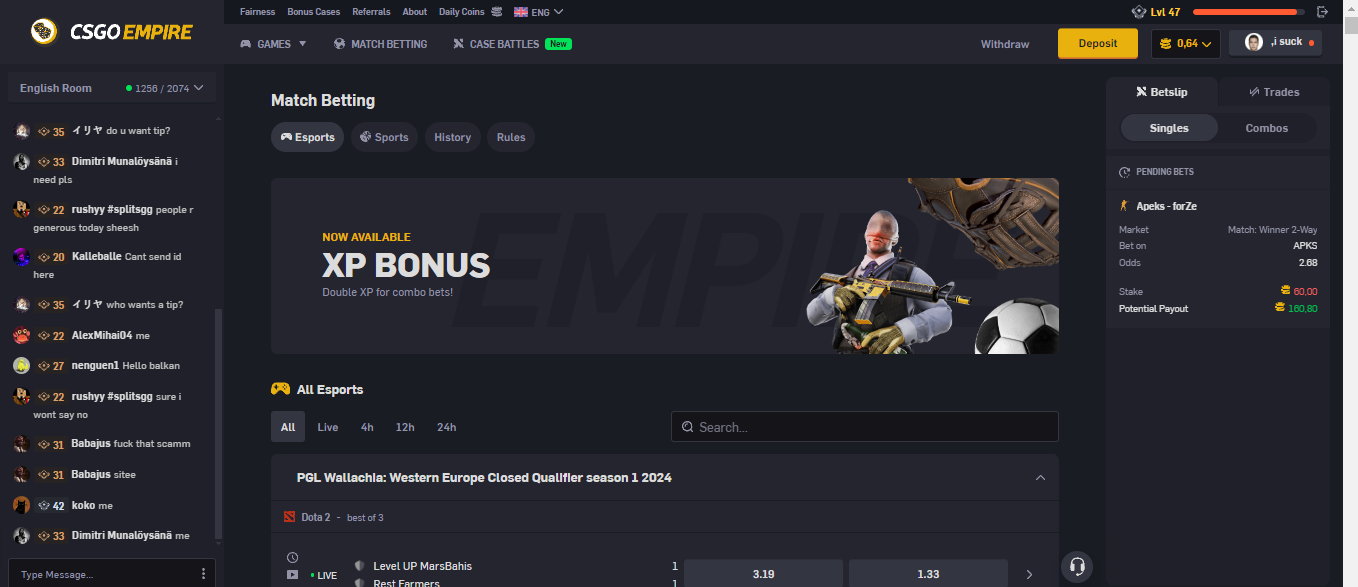 CSGOEMPIRE
Fairness Bonus Cases Referrals About Daily Coins ENG
Lvl 47
GAMES MATCH BETTING CASE BATTLES New
Withdraw Deposit 0,64 ,i suck
English Room 1256 / 2074
35 イリヤ do u want tip?
33 Dimitri Munalöysänä i
need pls
22 rushyy #splitsgg people r
generous today sheesh
20 Kalleballe Cant send id
here
35 イリヤ who wants a tip?
22 AlexMihai04 me
27 nenguen1 Hello balkan
22 rushyy #splitsgg sure i
wont say no
31 Babajus fuck that scamm
31 Babajus sitee
42 koko me
33 Dimitri Munalöysänä me
Type Message...
Match Betting
Esports Sports History Rules
EMPIRE
NOW AVAILABLE
XP BONUS
Double XP for combo bets!
All Esports
All Live 4h 12h 24h
Search...
PGL Wallachia: Western Europe Closed Qualifier season 1 2024
Dota 2 - best of 3
LIVE
Level UP MarsBahis 1
Rest Farmers 1
3.19 1.33
Betslip Trades
Singles Combos
PENDING BETS
Apeks - forZe
Market Match: Winner 2-Way
Bet on APKS
Odds 2.68
Stake 60,00
Potential Payout 160,80